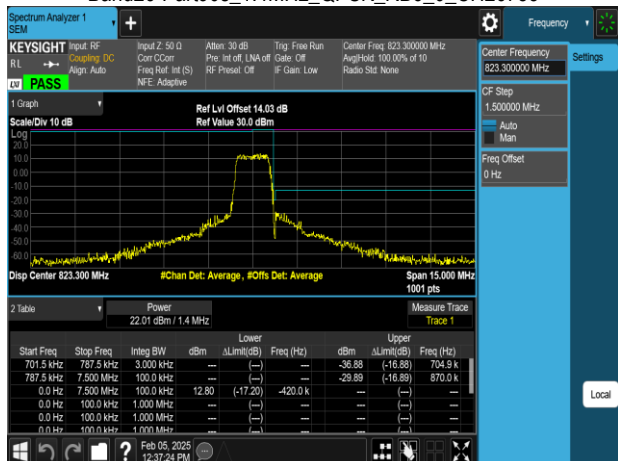 Spectrum Analyzer 1
SEM
+
Frequency
KEYSIGHT
RL
Input: RF
Coupling: DC
Align: Auto
Input Z: 50 Ω
Corr CCorr
Freq Ref: Int (S)
NFE: Adaptive
Atten: 30 dB
Pre: Int off, LNA off
RF Preset: Off
Trig: Free Run
Gate: Off
IF Gain: Low
Center Freq: 823.300000 MHz
Avg|Hold: 100.00% of 10
Radio Std: None
PASS
Center Frequency
823.300000 MHz
Settings
CF Step
1.500000 MHz
Auto
Man
Freq Offset
0 Hz
Local
1 Graph
Scale/Div 10 dB
Ref Lvl Offset 14.03 dB
Ref Value 30.0 dBm
Log
20.0
10.0
0.00
-10.0
-20.0
-30.0
-40.0
-50.0
-60.0
Disp Center 823.300 MHz
#Chan Det: Average, #Offs Det: Average
Span 15.000 MHz
1001 pts
2 Table
Power
22.01 dBm / 1.4 MHz
Measure Trace
Trace 1
Lower Upper
Start Freq Stop Freq Integ BW dBm ΔLimit(dB) Freq (Hz) dBm ΔLimit(dB) Freq (Hz)
701.5 kHz 787.5 kHz 3.000 kHz --- (---) --- -36.88 (-16.88) 704.9 k
787.5 kHz 7.500 MHz 100.0 kHz --- (---) --- -29.89 (-16.89) 870.0 k
0.0 Hz 7.500 MHz 100.0 kHz 12.80 (-17.20) -420.0 k --- (---) ---
0.0 Hz 100.0 kHz 1.000 MHz --- (---) --- --- (---) ---
0.0 Hz 100.0 kHz 1.000 MHz --- (---) --- --- (---) ---
0.0 Hz 100.0 kHz 1.000 MHz --- (---) --- --- (---) ---
?
Feb 05, 2025
12:37:24 PM